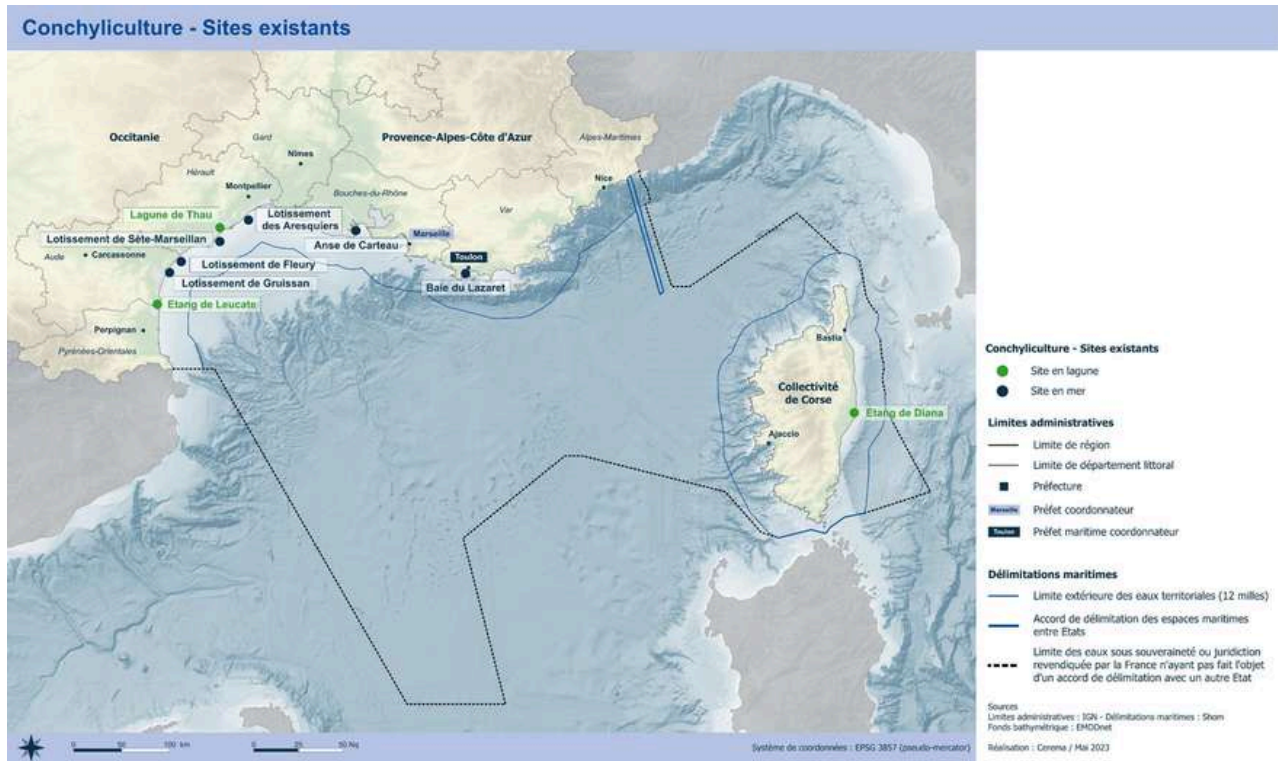 Conchyliculture - Sites existants
Occitanie
Gard
Provence-Alpes-Côte d'Azur
Alpes-Maritimes
Nîmes
Hérault
Nice
Montpellier
Bouches-du-Rhône
Var
Lagune de Thau
Lotissement
des Aresquiers
Marseille
Lotissement de Sète-Marseillan
Anse de Carteau
Aude
Carcassonne
Toulon
Lotissement de Fleury
Lotissement de Gruissan
Baie du Lazaret
Etang de Leucate
Perpignan
Pyrénées-Orientales
Bastia
Collectivité
de Corse
Etang de Diana
Ajaccio
Conchyliculture - Sites existants
Site en lagune
Site en mer
Limites administratives
Limite de région
Limite de département littoral
Préfecture
Marseille
Préfet coordonnateur
Toulon
Préfet maritime coordonnateur
Délimitations maritimes
Limite extérieure des eaux territoriales (12 milles)
Accord de délimitation des espaces maritimes
entre Etats
Limite des eaux sous souveraineté ou juridiction
revendiquée par la France n'ayant pas fait l'objet
d'un accord de délimitation avec un autre Etat
Sources
Limites administratives : IGN - Délimitations maritimes : Shom
Fonds bathymétrique : EMODnet
Réalisation : Cerema / Mai 2023
0 50 100 km
0 25 50 Nq
Système de coordonnées : EPSG 3857 (pseudo-mercator)